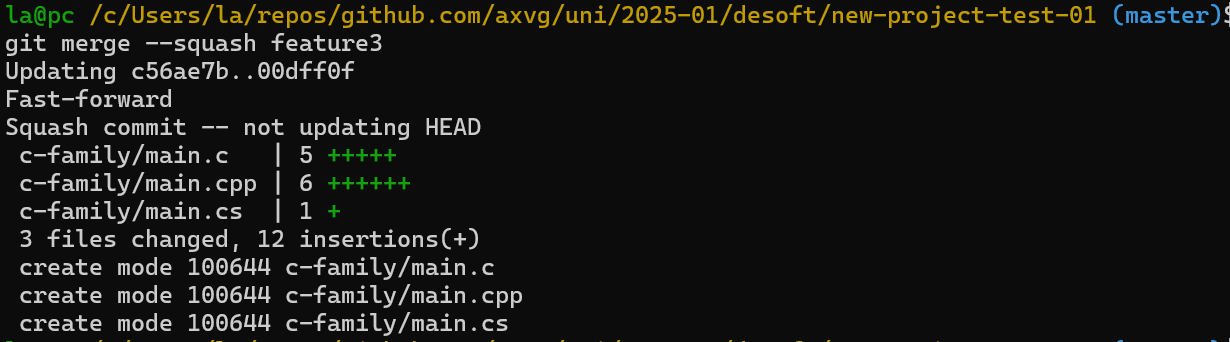 la@pc /c/Users/la/repos/github.com/axvg/uni/2025-01/desoft/new-project-test-01 (master)$
git merge --squash feature3
Updating c56ae7b..00dff0f
Fast-forward
Squash commit -- not updating HEAD
 c-family/main.c   | 5 +++++
 c-family/main.cpp | 6 ++++++
 c-family/main.cs  | 1 +
 3 files changed, 12 insertions(+)
 create mode 100644 c-family/main.c
 create mode 100644 c-family/main.cpp
 create mode 100644 c-family/main.cs